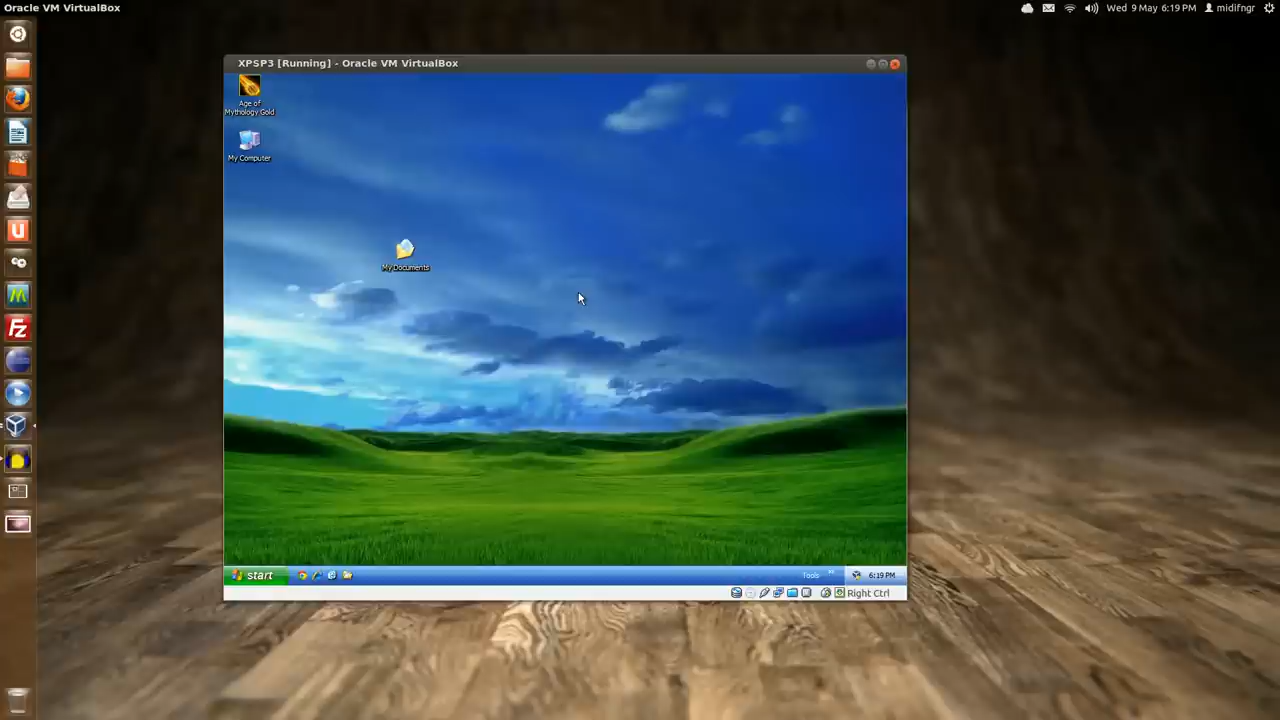 Oracle VM VirtualBox
Wed 9 May 6:19 PM
midifngr
XPSP3 [Running] - Oracle VM VirtualBox
Age of
Mythology Gold
My Computer
My Documents
start
Tools
6:19 PM
Right Ctrl